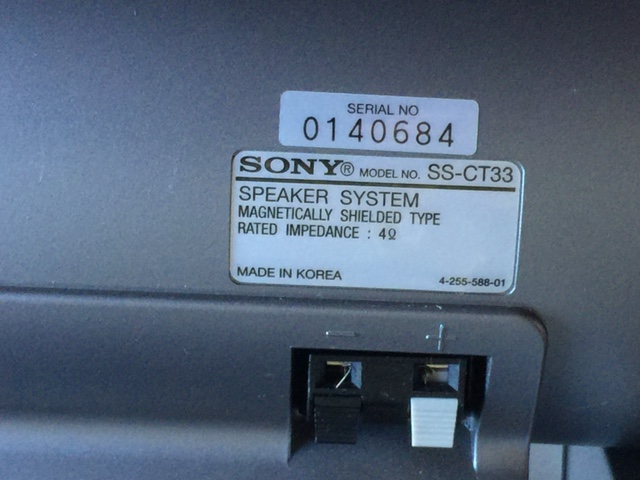 SERIAL NO
0140684
SONY® MODEL NO. SS-CT33
SPEAKER SYSTEM
MAGNETICALLY SHIELDED TYPE
RATED IMPEDANCE : 4Ω
MADE IN KOREA 4-255-588-01
− +